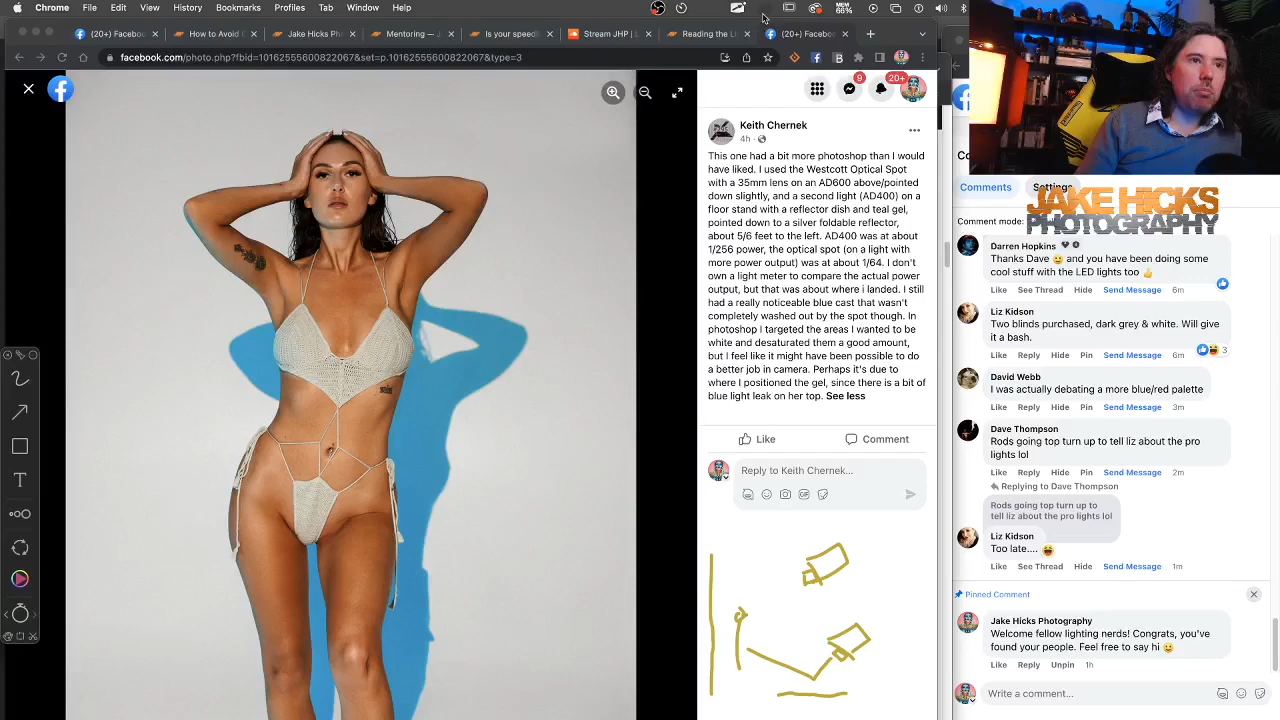 Chrome File Edit View History Bookmarks Profiles Tab Window Help
MEM
66%
(20+) Faceboo
How to Avoid C
Jake Hicks Ph
Mentoring — J
Is your speedl
Stream JHP | L
Reading the Li
(20+) Faceboo
facebook.com/photo.php?fbid=10162555600822067&set=p.10162555600822067&type=3
9
20+
Keith Chernek
4h
This one had a bit more photoshop than I would
have liked. I used the Westcott Optical Spot
with a 35mm lens on an AD600 above/pointed
down slightly, and a second light (AD400) on a
floor stand with a reflector dish and teal gel,
pointed down to a silver foldable reflector,
about 5/6 feet to the left. AD400 was at about
1/256 power, the optical spot (on a light with
more power output) was at about 1/64. I don't
own a light meter to compare the actual power
output, but that was about where i landed. I still
had a really noticeable blue cast that wasn't
completely washed out by the spot though. In
photoshop I targeted the areas I wanted to be
white and desaturated them a good amount,
but I feel like it might have been possible to do
a better job in camera. Perhaps it's due to
where I positioned the gel, since there is a bit of
blue light leak on her top. See less
Like Comment
Reply to Keith Chernek...
GIF
T
Comments Settings
JAKE HICKS
PHOTOGRAPHY
Comment mode:
Darren Hopkins
Thanks Dave and you have been doing some
cool stuff with the LED lights too
Like See Thread Hide Send Message 6m
Liz Kidson
Two blinds purchased, dark grey & white. Will give
it a bash.
3
Like Reply Hide Pin Send Message 6m
David Webb
I was actually debating a more blue/red palette
Like Reply Hide Pin Send Message 3m
Dave Thompson
Rods going top turn up to tell liz about the pro
lights lol
Like Reply Hide Pin Send Message 2m
Replying to Dave Thompson
Rods going top turn up to
tell liz about the pro lights lol
Liz Kidson
Too late....
Like See Thread Hide Send Message 1m
Pinned Comment
Jake Hicks Photography
Welcome fellow lighting nerds! Congrats, you've
found your people. Feel free to say hi
Like Reply Unpin 1h
Write a comment...